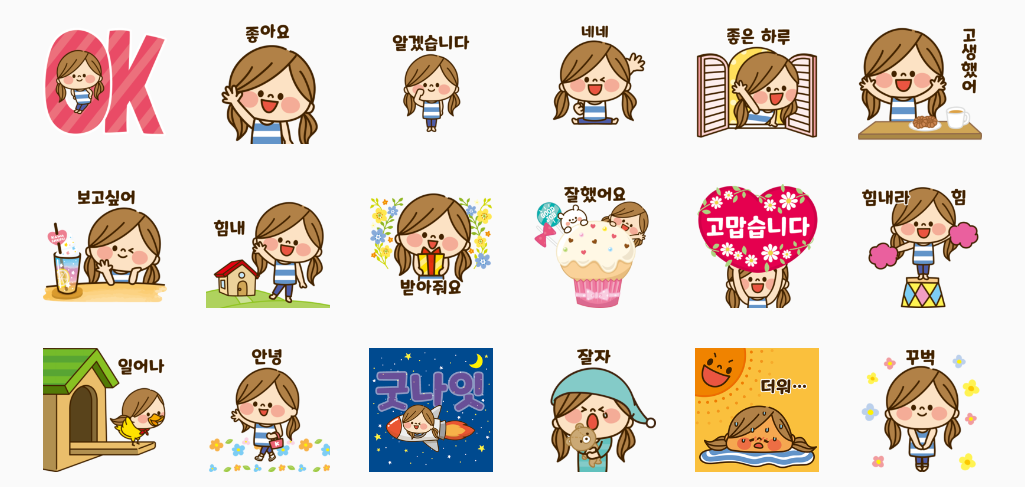 OK
좋아요
알겠습니다
네네
좋은 하루
고생했어
보고싶어
힘내
받아줘요
잘했어요
고맙습니다
힘내라 힘
일어나
안녕
굿나잇
잘자
더워…
꾸벅